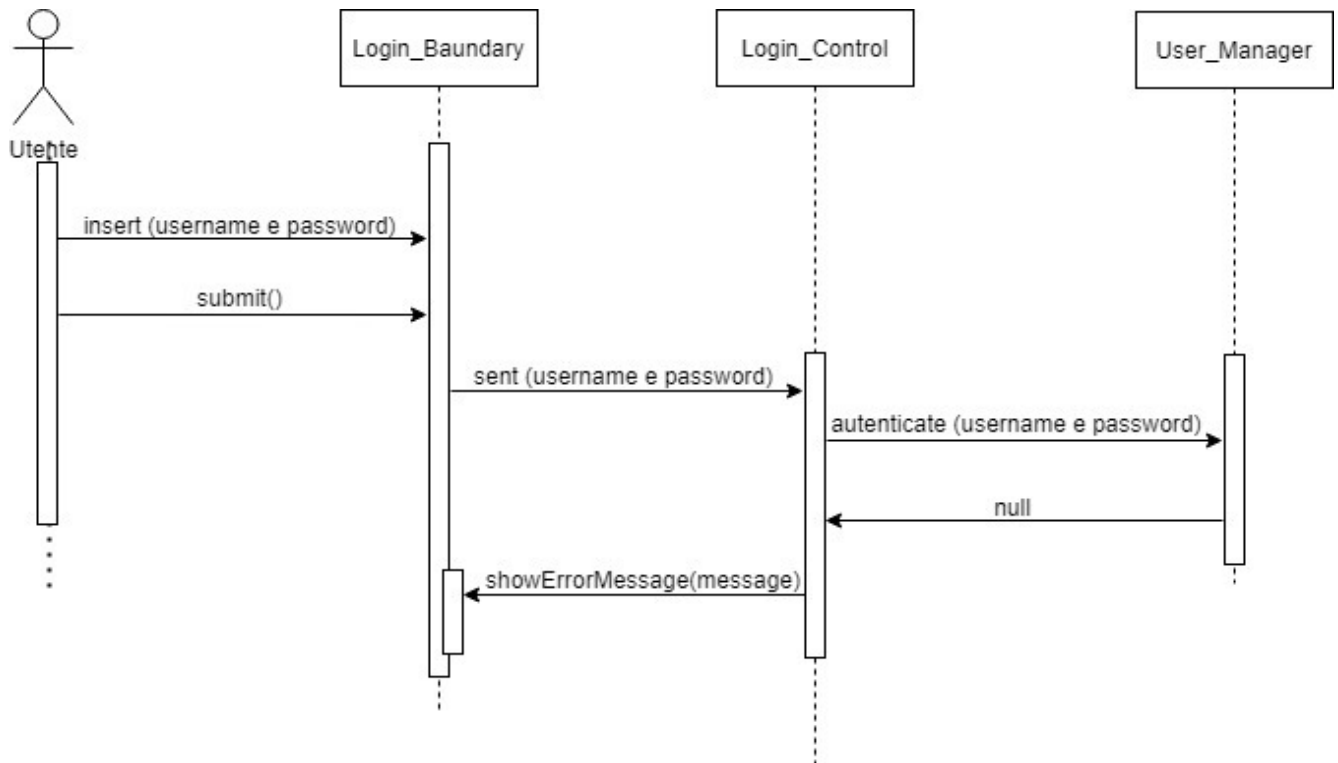 Login_Baundary
Login_Control
User_Manager
Utente
insert (username e password)
submit()
sent (username e password)
autenticate (username e password)
null
showErrorMessage(message)